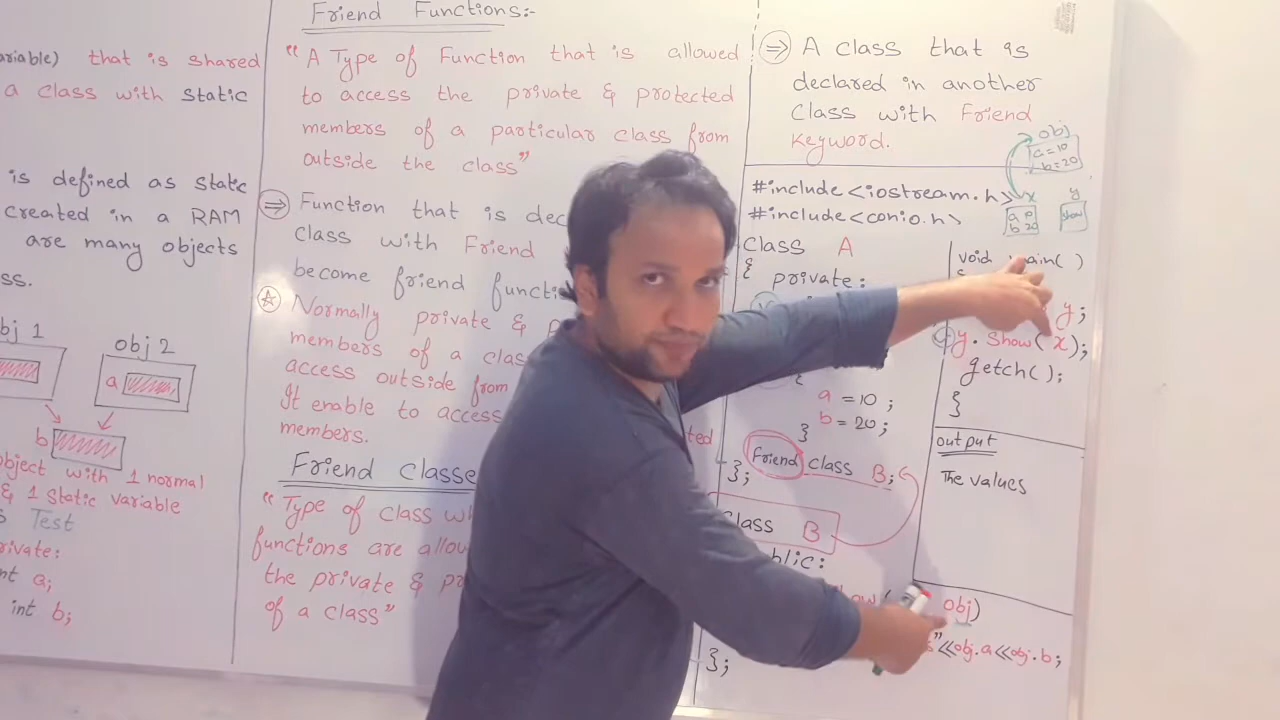 ariable) that is shared
a class with static
is defined as static
created in a RAM
are many objects
ss.
bj 1
obj 2
a
b
object with 1 normal
& 1 static variable
s Test
rivate:
nt a;
int b;
Friend Functions:-
"A Type of Function that is allowed
to access the private & protected
members of a particular class from
outside the class"
⇒ Function that is dec
class with Friend
become friend functi
Normally private & p
members of a clas
access outside from
It enable to access
ted
members.
Friend Classe
"Type of class w
functions are allow
the private & p
of a class"
⇒ A class that is
declared in another
Class with Friend
Keyword.
#include<iostream.h>
#include<conio.h>
Class A
{ private:
{
a = 10 ;
b = 20;
}
Friend class B;
};
Class B
blic:
how(
obj)
"<<obj.a<<obj.b;
};
obj
a=10
b=20
x
a 10
b 20
y
show
void main( )
y;
y. show( x);
getch( );
}
output
The values